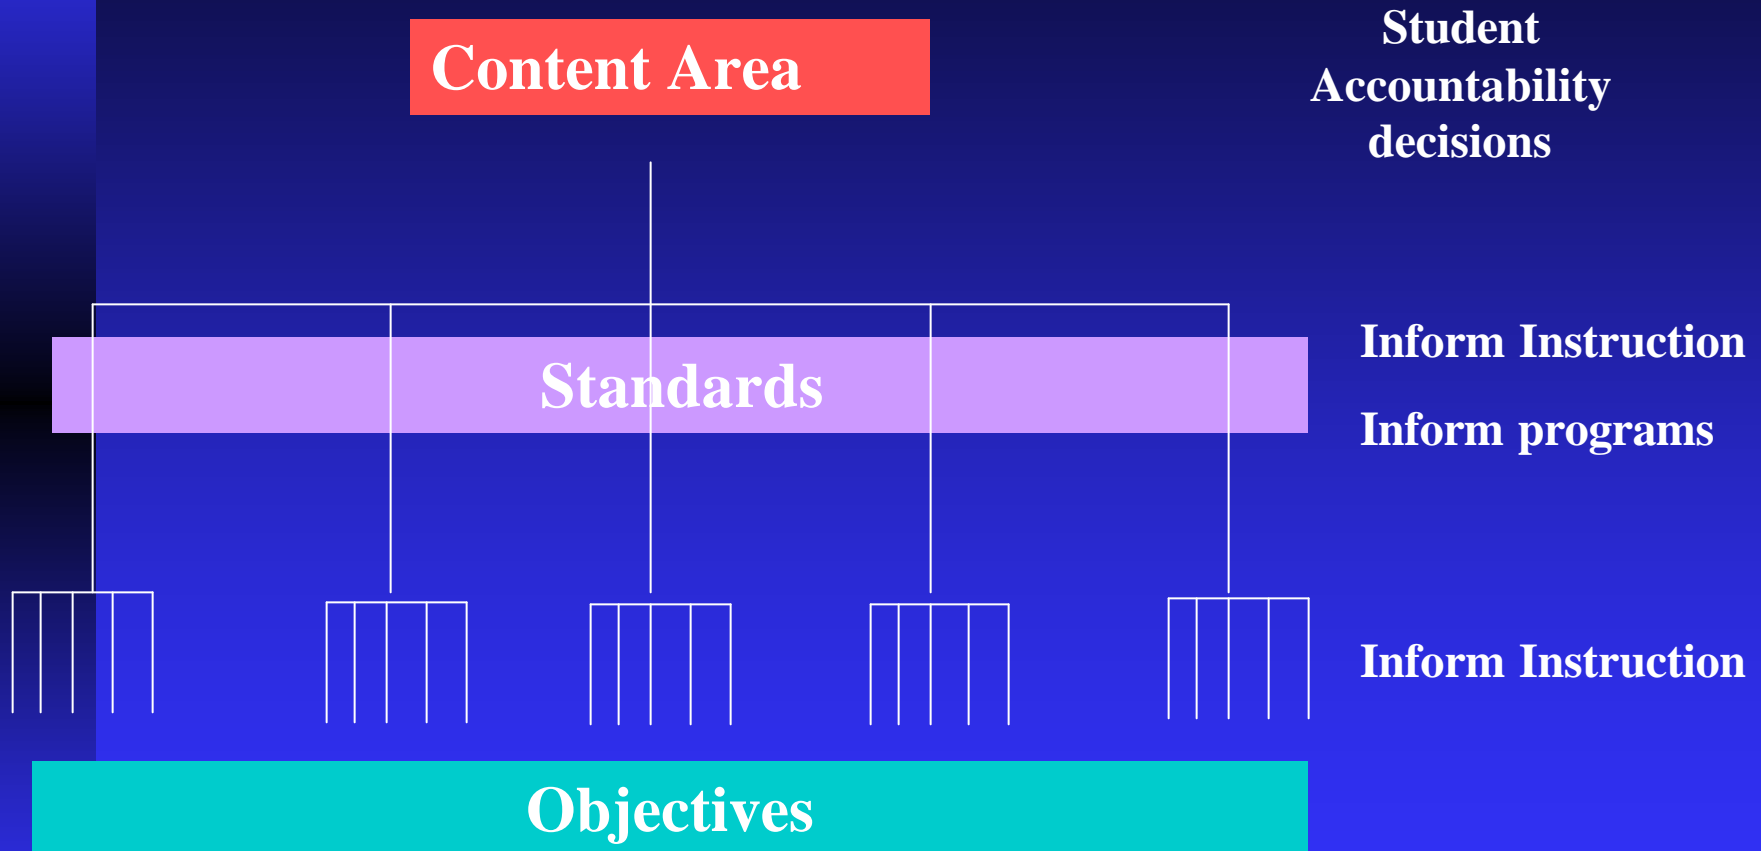 Content Area
Student
Accountability
decisions
Standards
Inform Instruction
Inform programs
Inform Instruction
Objectives